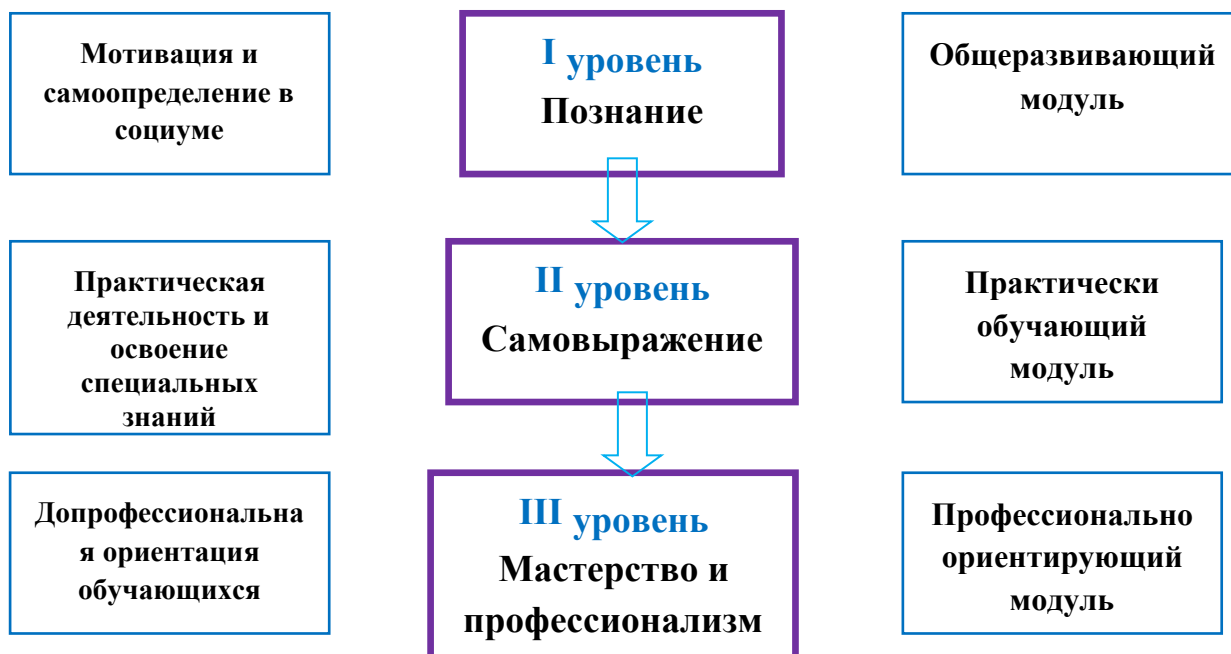 Мотивация и
самоопределение в
социуме
I уровень
Познание
Общеразвивающий
модуль
Практическая
деятельность и
освоение
специальных
знаний
II уровень
Самовыражение
Практически
обучающий
модуль
Допрофессиональна
я ориентация
обучающихся
III уровень
Мастерство и
профессионализм
Профессионально
ориентирующий
модуль